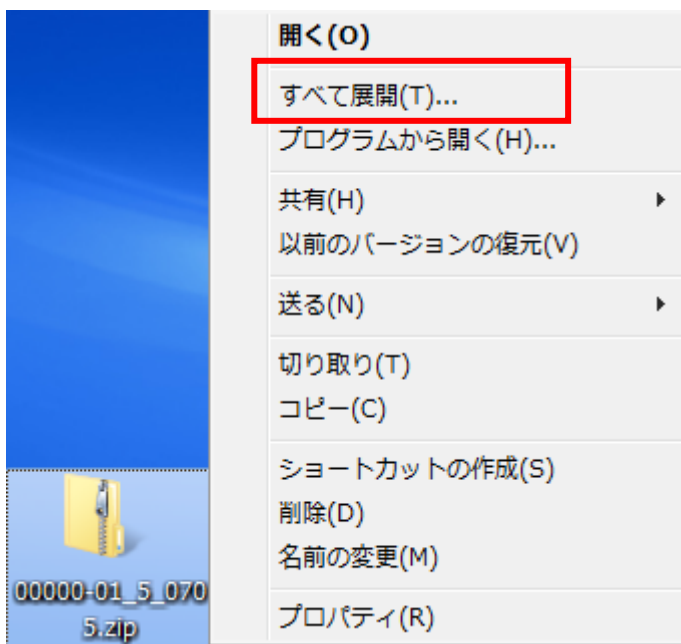 開く(O)
すべて展開(T)...
プログラムから開く(H)...
共有(H)
以前のバージョンの復元(V)
送る(N)
切り取り(T)
コピー(C)
ショートカットの作成(S)
削除(D)
名前の変更(M)
プロパティ(R)
00000-01_5_070
5.zip